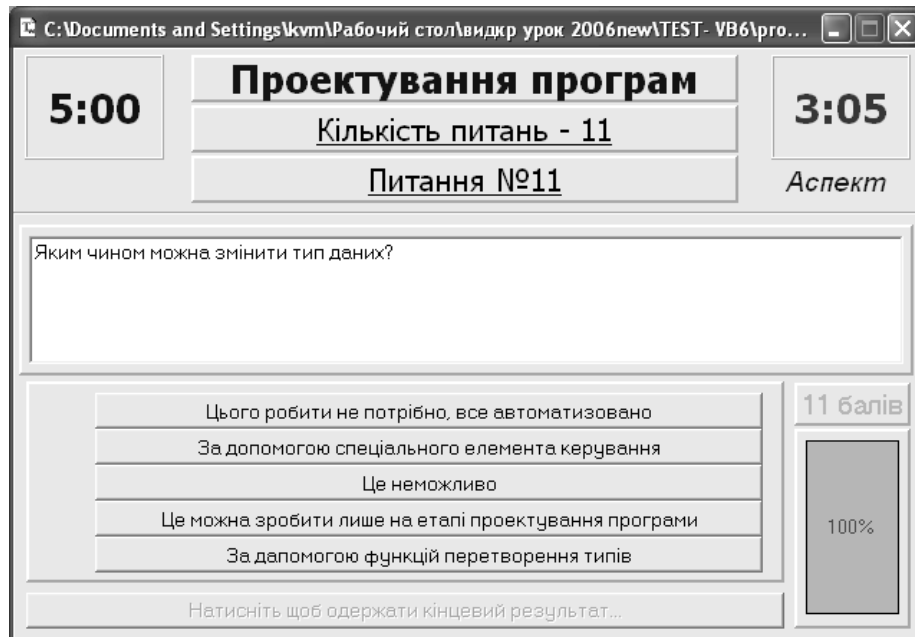 C:\Documents and Settings\kvm\Рабочий стол\видкр урок 2006new\TEST- VB6\pro...
5:00
Проектування програм
3:05
Кількість питань - 11
Питання №11
Аспект
Яким чином можна змінити тип даних?
Цього робити не потрібно, все автоматизовано
11 балів
За допомогою спеціального елемента керування
Це неможливо
Це можна зробити лише на етапі проектування програми
100%
За дапомогою функцій перетворення типів
Натисніть щоб одержати кінцевий результат...